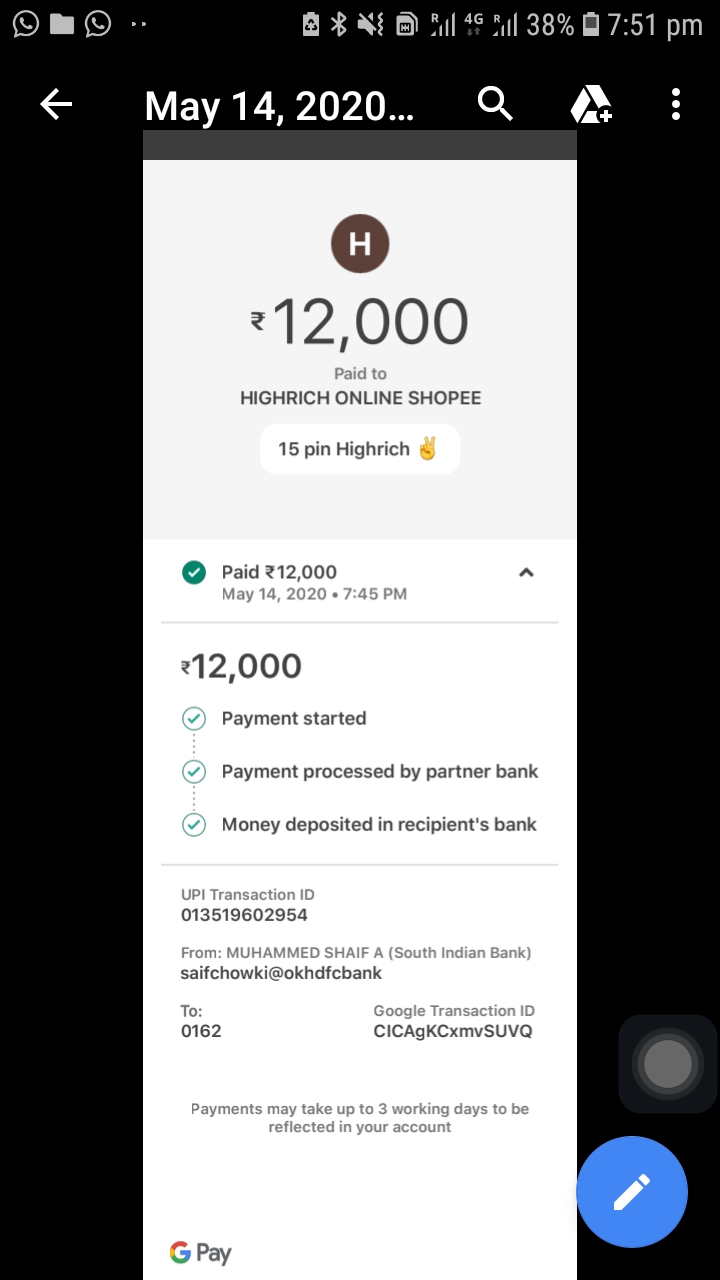 R 4G R 38% 7:51 pm
May 14, 2020...
H
₹12,000
Paid to
HIGHRICH ONLINE SHOPEE
15 pin Highrich ✌
Paid ₹12,000
May 14, 2020 • 7:45 PM
₹12,000
Payment started
Payment processed by partner bank
Money deposited in recipient's bank
UPI Transaction ID
013519602954
From: MUHAMMED SHAIF A (South Indian Bank)
saifchowki@okhdfcbank
To: Google Transaction ID
0162 CICAgKCxmvSUVQ
Payments may take up to 3 working days to be
reflected in your account
G Pay